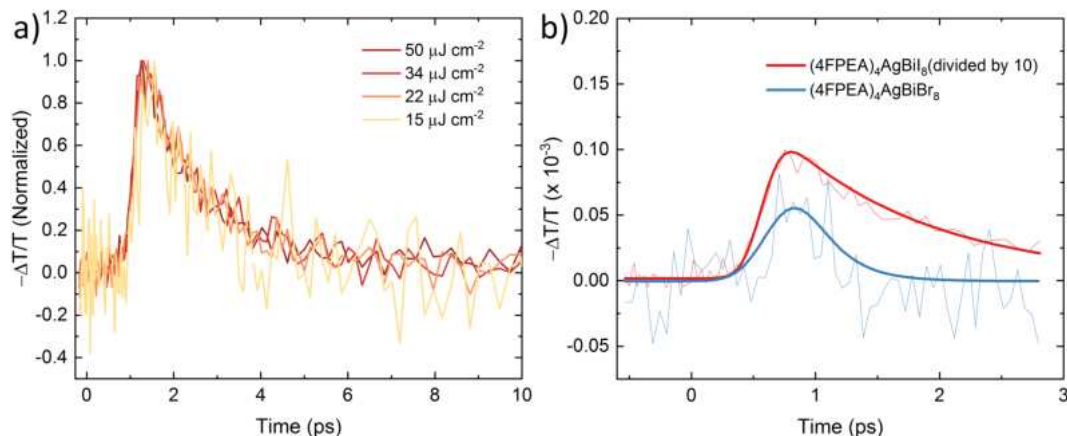 a)
1.2
1.0
0.8
0.6
0.4
0.2
0.0
-0.2
-0.4
−ΔT/T (Normalized)
50 μJ cm⁻²
34 μJ cm⁻²
22 μJ cm⁻²
15 μJ cm⁻²
0 2 4 6 8 10
Time (ps)
b)
0.20
0.15
0.10
0.05
0.00
-0.05
−ΔT/T (x 10⁻³)
(4FPEA)₄AgBiI₈(divided by 10)
(4FPEA)₄AgBiBr₈
0 1 2 3
Time (ps)